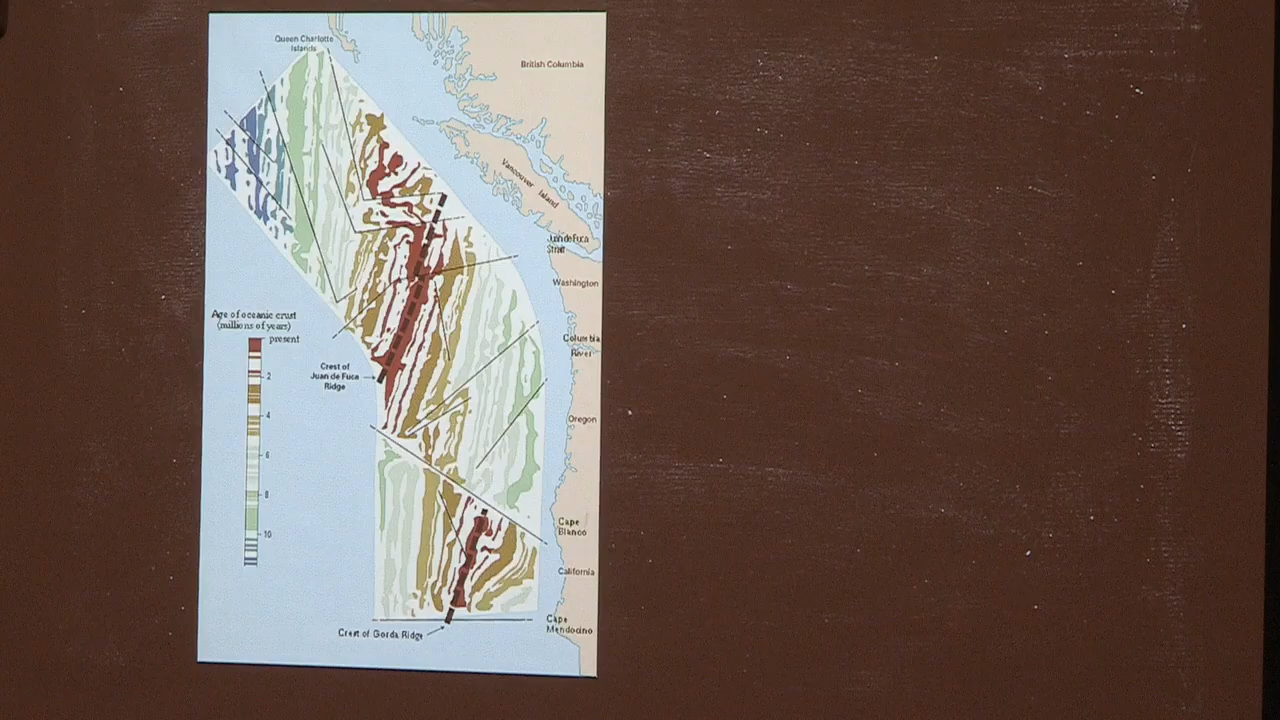 Queen Charlotte
Islands
British Columbia
Vancouver Island
Juan de Fuca
Strait
Washington
Age of oceanic crust
(millions of years)
present
2
4
6
8
10
Columbia
River
Crest of
Juan de Fuca
Ridge
Oregon
Cape
Blanco
California
Cape
Mendocino
Crest of Gorda Ridge